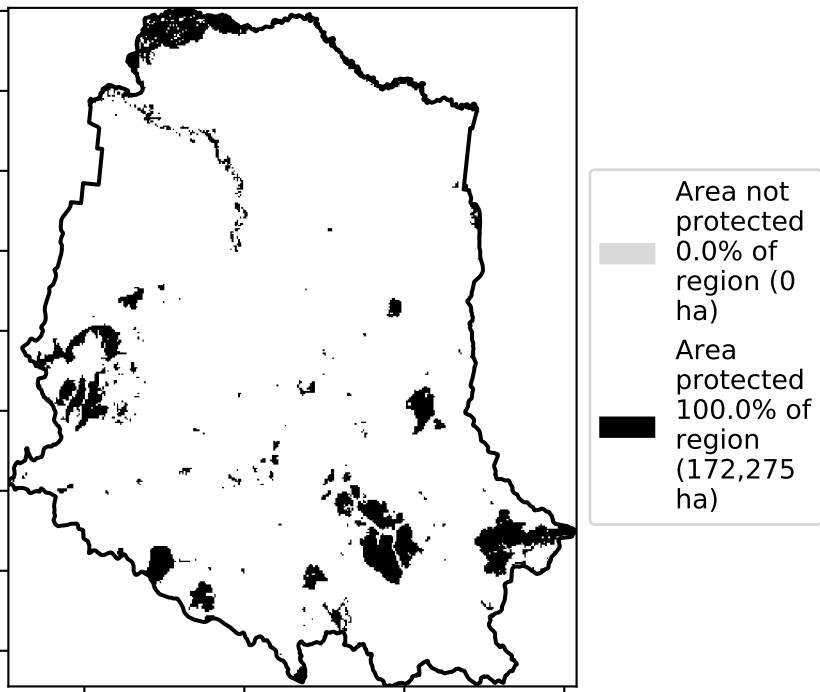 Area not
protected
0.0% of
region (0
ha)
Area
protected
100.0% of
region
(172,275
ha)